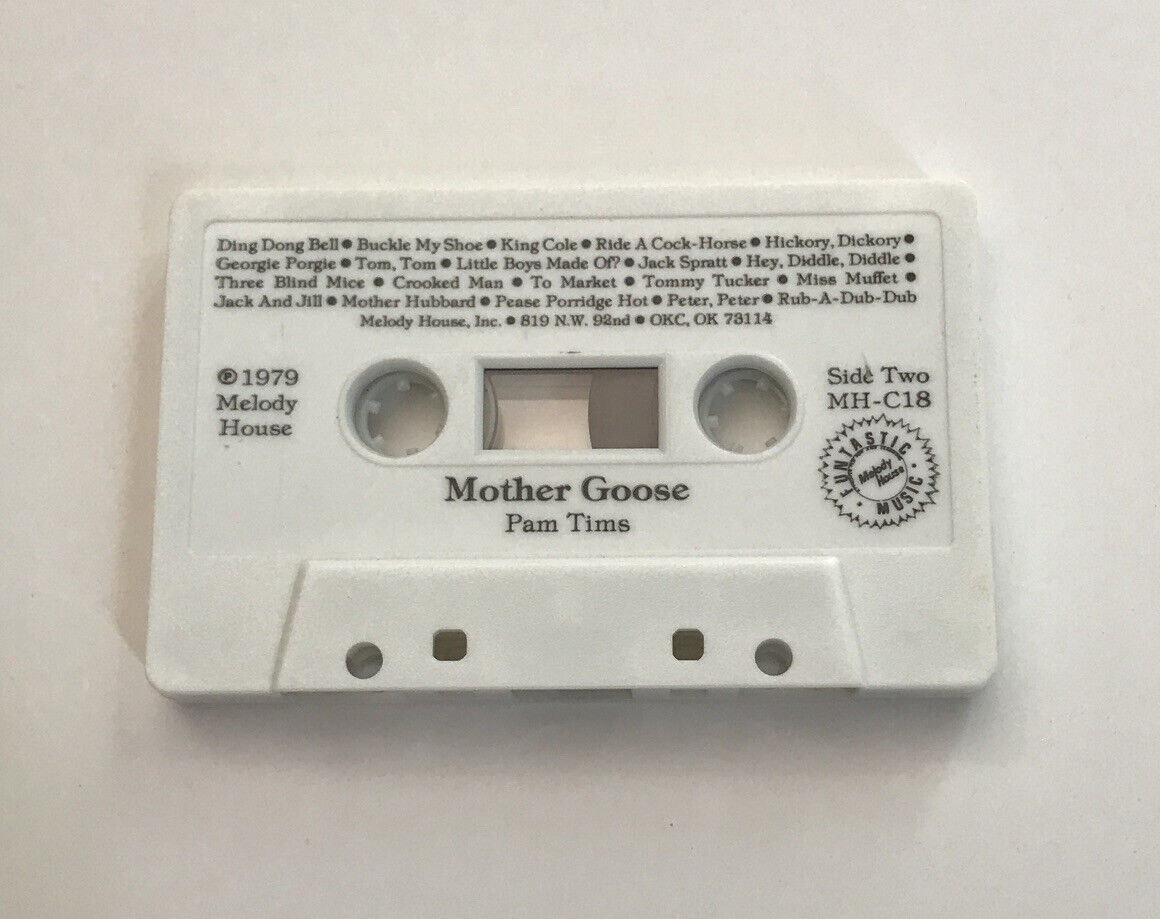 Ding Dong Bell ● Buckle My Shoe ● King Cole ● Ride A Cock-Horse ● Hickory, Dickory ●
Georgie Porgie ● Tom, Tom ● Little Boys Made Of? ● Jack Spratt ● Hey, Diddle, Diddle ●
Three Blind Mice ● Crooked Man ● To Market ● Tommy Tucker ● Miss Muffet ●
Jack And Jill ● Mother Hubbard ● Pease Porridge Hot ● Peter, Peter ● Rub-A-Dub-Dub
Melody House, Inc. ● 819 N.W. 92nd ● OKC, OK 73114
℗ 1979
Melody
House
Side Two
MH-C18
FUNTASTIC
Melody
House
MUSIC
Mother Goose
Pam Tims